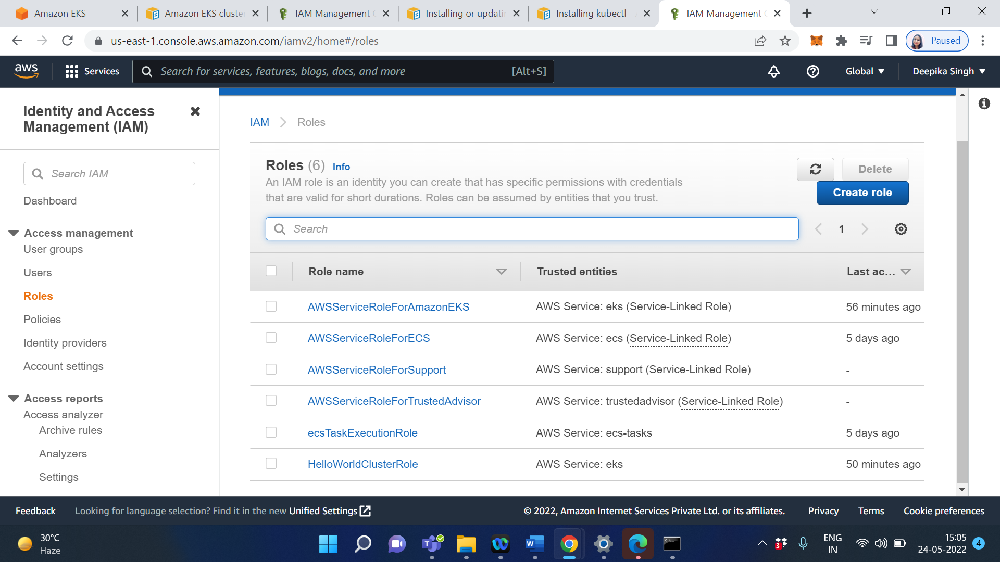 Amazon EKS
Amazon EKS cluster
IAM Management C
Installing or updatin
Installing kubectl -
IAM Management C
us-east-1.console.aws.amazon.com/iamv2/home#/roles
Paused
aws
Services
Search for services, features, blogs, docs, and more
[Alt+S]
Global
Deepika Singh
Identity and Access
Management (IAM)
Search IAM
Dashboard
Access management
User groups
Users
Roles
Policies
Identity providers
Account settings
Access reports
Access analyzer
Archive rules
Analyzers
Settings
IAM
Roles
Roles (6) Info
An IAM role is an identity you can create that has specific permissions with credentials
that are valid for short durations. Roles can be assumed by entities that you trust.
Delete
Create role
Search
1
Role name Trusted entities Last ac...
AWSServiceRoleForAmazonEKS AWS Service: eks (Service-Linked Role) 56 minutes ago
AWSServiceRoleForECS AWS Service: ecs (Service-Linked Role) 5 days ago
AWSServiceRoleForSupport AWS Service: support (Service-Linked Role) -
AWSServiceRoleForTrustedAdvisor AWS Service: trustedadvisor (Service-Linked Role) -
ecsTaskExecutionRole AWS Service: ecs-tasks 5 days ago
HelloWorldClusterRole AWS Service: eks 50 minutes ago
Feedback
Looking for language selection? Find it in the new Unified Settings
© 2022, Amazon Internet Services Private Ltd. or its affiliates.
Privacy
Terms
Cookie preferences
30°C
Haze
3
ENG
IN
15:05
24-05-2022
4